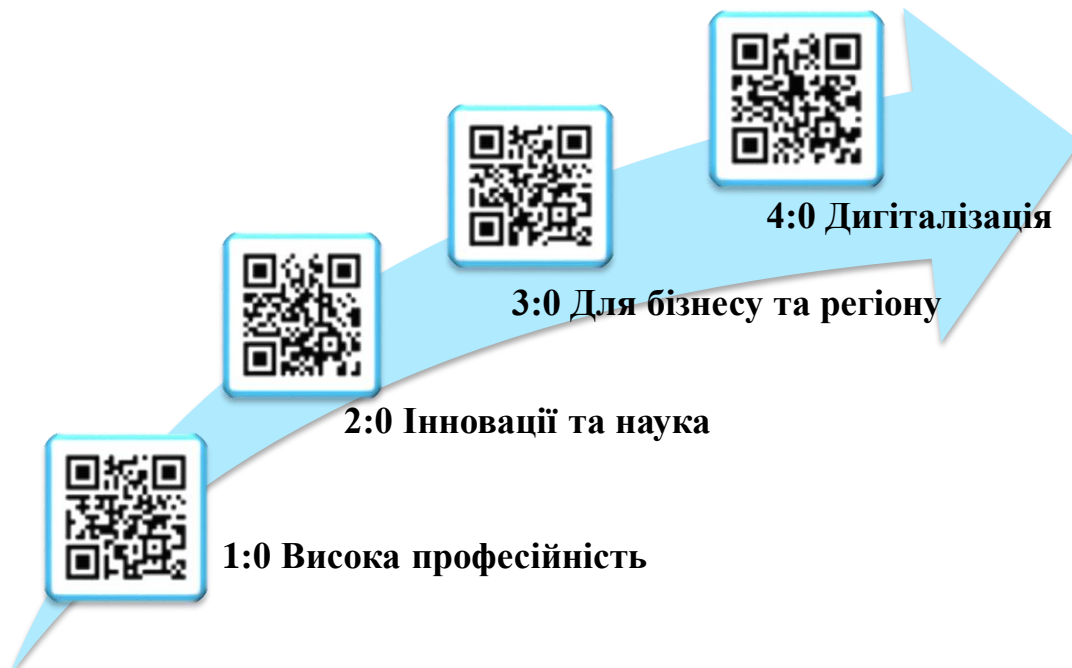 4:0 Дигіталізація
3:0 Для бізнесу та регіону
2:0 Інновації та наука
1:0 Висока професійність